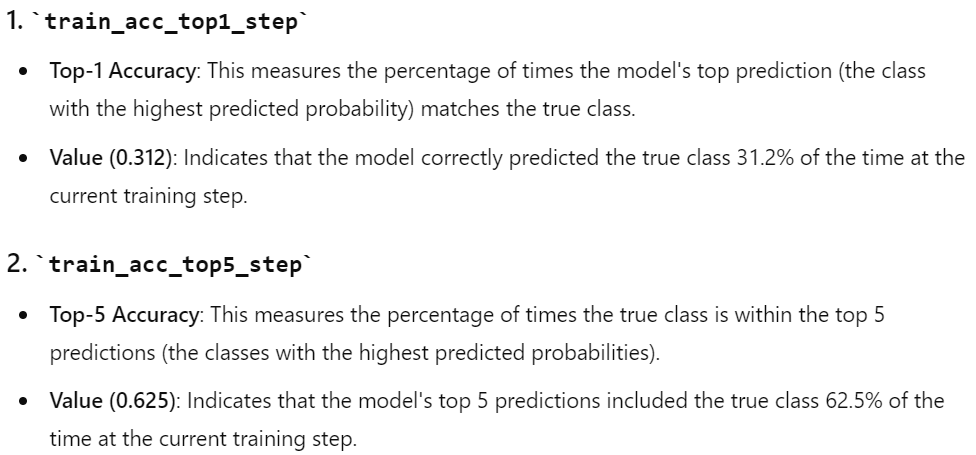 1. `train_acc_top1_step`
• Top-1 Accuracy: This measures the percentage of times the model's top prediction (the class
with the highest predicted probability) matches the true class.
• Value (0.312): Indicates that the model correctly predicted the true class 31.2% of the time at the
current training step.
2. `train_acc_top5_step`
• Top-5 Accuracy: This measures the percentage of times the true class is within the top 5
predictions (the classes with the highest predicted probabilities).
• Value (0.625): Indicates that the model's top 5 predictions included the true class 62.5% of the
time at the current training step.